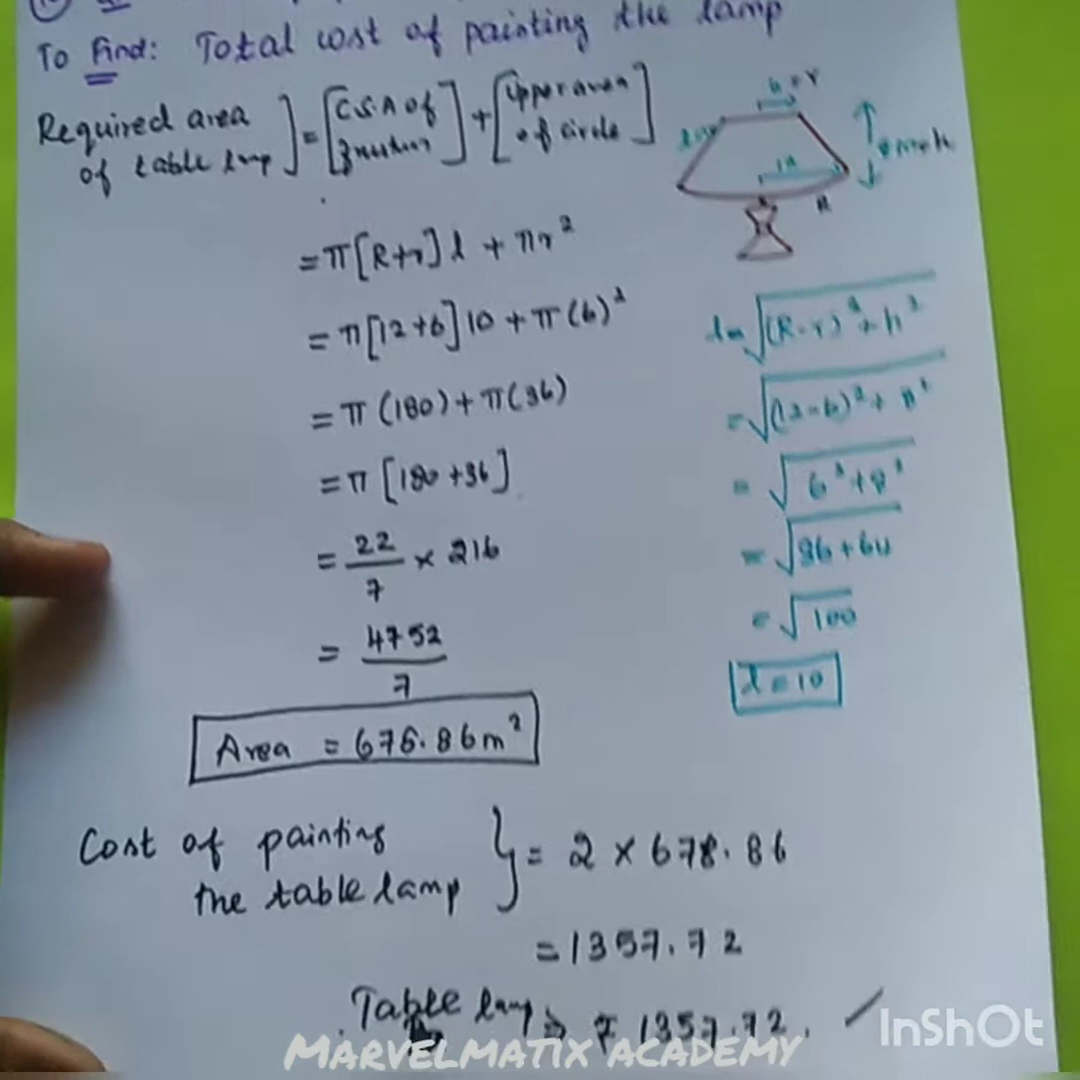 To Find: Total cost of painting the lamp
Required area of table lmp ] = [C.S.A of frustum] + [Upper area of circle]
= π[R+r]l + πr²
= π[12+6]10 + π(6)²
= π(180) + π(36)
= π[180+36]
= 22/7 × 216
= 4752/7
Area = 678.86m²
6 = r
12
R
l = √(R-r)² + h²
= √(12-6)² + 8²
= √6² + 8²
= √36 + 64
= √100
l = 10
Cost of painting the table lamp } = 2 × 678.86
= 1357.72
Table lamp ⇒ ₹ 1357.72.
MARVELMATIX ACADEMY
InShOt